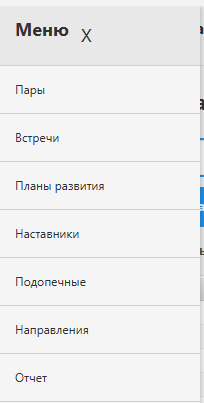 Меню X
Пары
Встречи
Планы развития
Наставники
Подопечные
Направления
Отчет